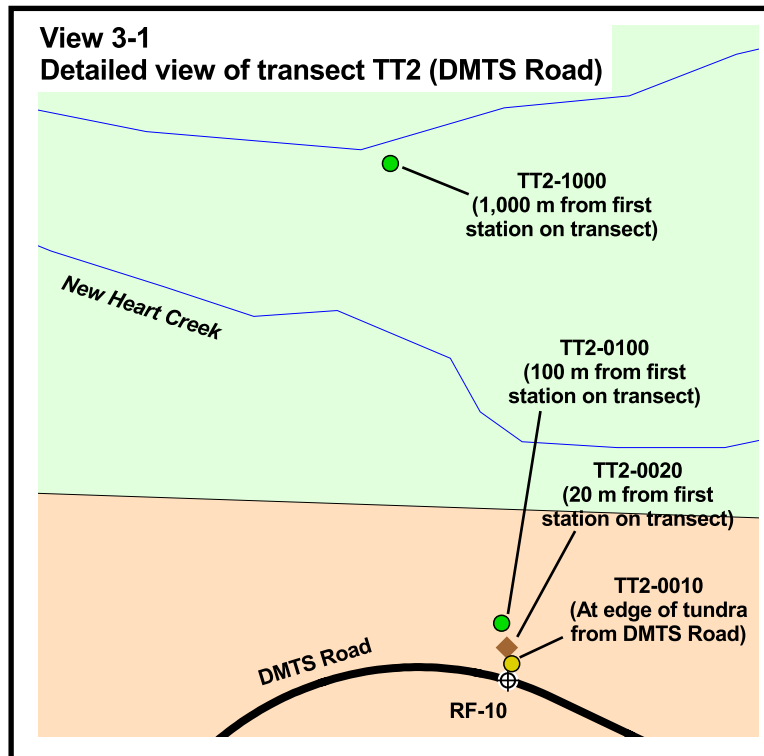 View 3-1
Detailed view of transect TT2 (DMTS Road)
TT2-1000
(1,000 m from first
station on transect)
New Heart Creek
TT2-0100
(100 m from first
station on transect)
TT2-0020
(20 m from first
station on transect)
TT2-0010
(At edge of tundra
from DMTS Road)
DMTS Road
RF-10